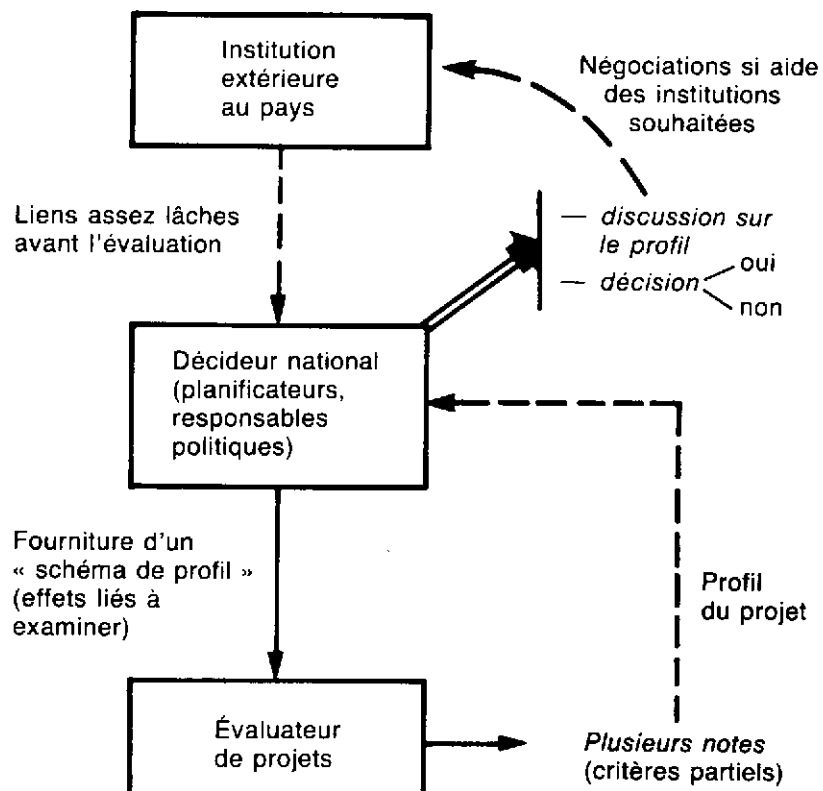 Institution
extérieure
au pays
Négociations si aide
des institutions
souhaitées
Liens assez lâches
avant l'évaluation
— discussion sur
le profil
— décision
oui
non
Décideur national
(planificateurs,
responsables
politiques)
Fourniture d'un
« schéma de profil »
(effets liés à
examiner)
Profil
du projet
Évaluateur
de projets
Plusieurs notes
(critères partiels)